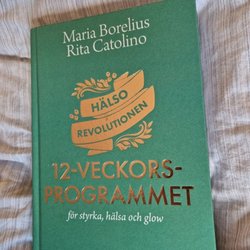 Maria Borelius
Rita Catolino
HÄLSO
REVOLUTIONEN
12-VECKORS-
PROGRAMMET
för styrka, hälsa och glow